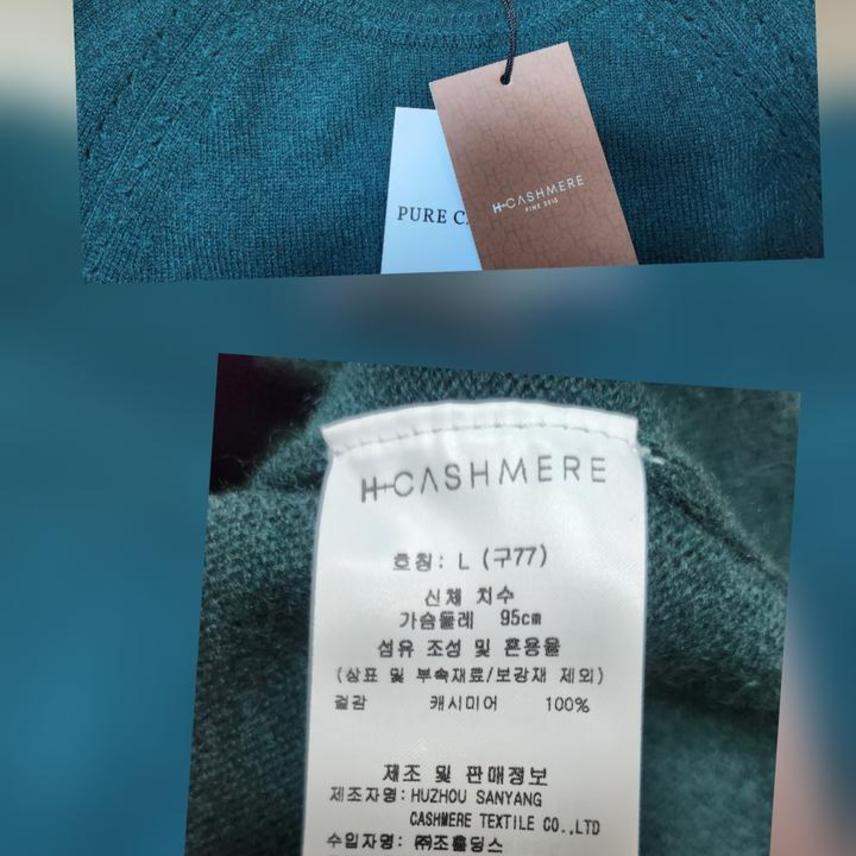 PURE
H+CASHMERE
FINE 2015
H+CASHMERE
호칭: L (구77)
신체 치수
가슴둘레 95cm
섬유 조성 및 혼용율
(상표 및 부속재료/보강재 제외)
겉감 캐시미어 100%
제조 및 판매정보
제조자명: HUZHOU SANYANG
CASHMERE TEXTILE CO.,LTD
수입자명: ㈜조홀딩스